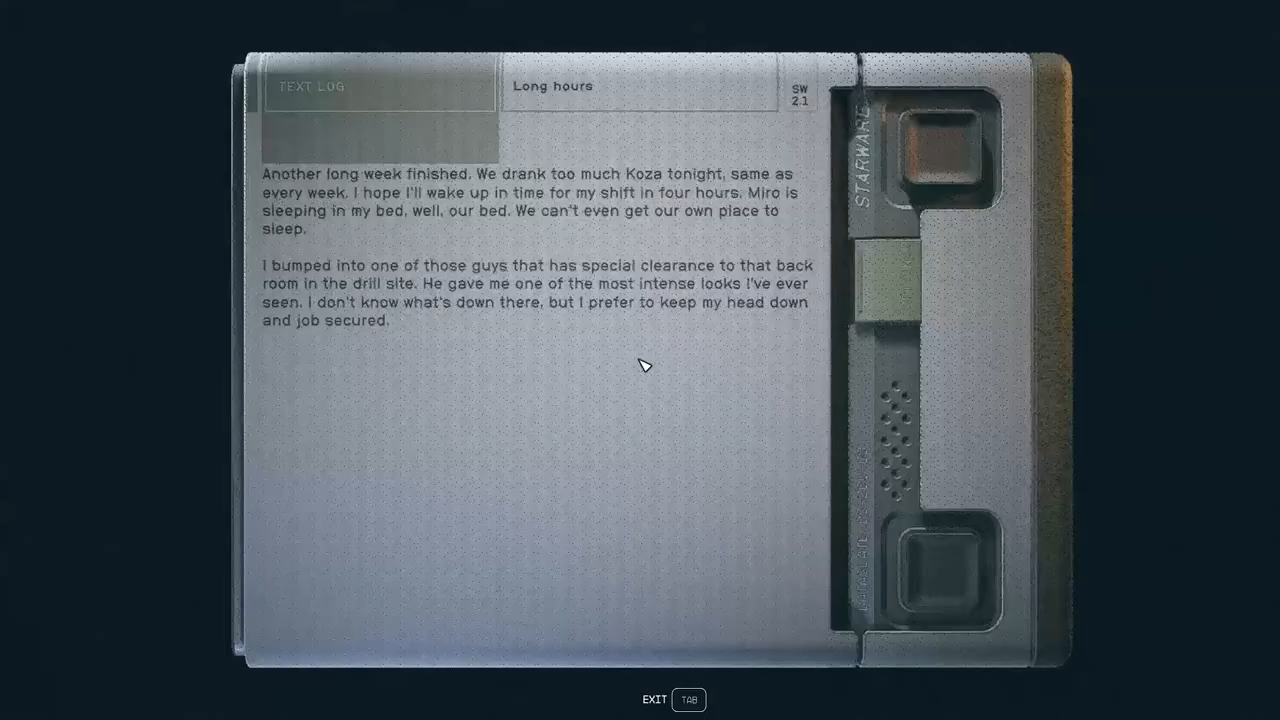 TEXT LOG
Long hours
SW
2.1
Another long week finished. We drank too much Koza tonight, same as
every week. I hope I'll wake up in time for my shift in four hours. Miro is
sleeping in my bed, well, our bed. We can't even get our own place to
sleep.
I bumped into one of those guys that has special clearance to that back
room in the drill site. He gave me one of the most intense looks I've ever
seen. I don't know what's down there, but I prefer to keep my head down
and job secured.
STARWARE
EXIT TAB